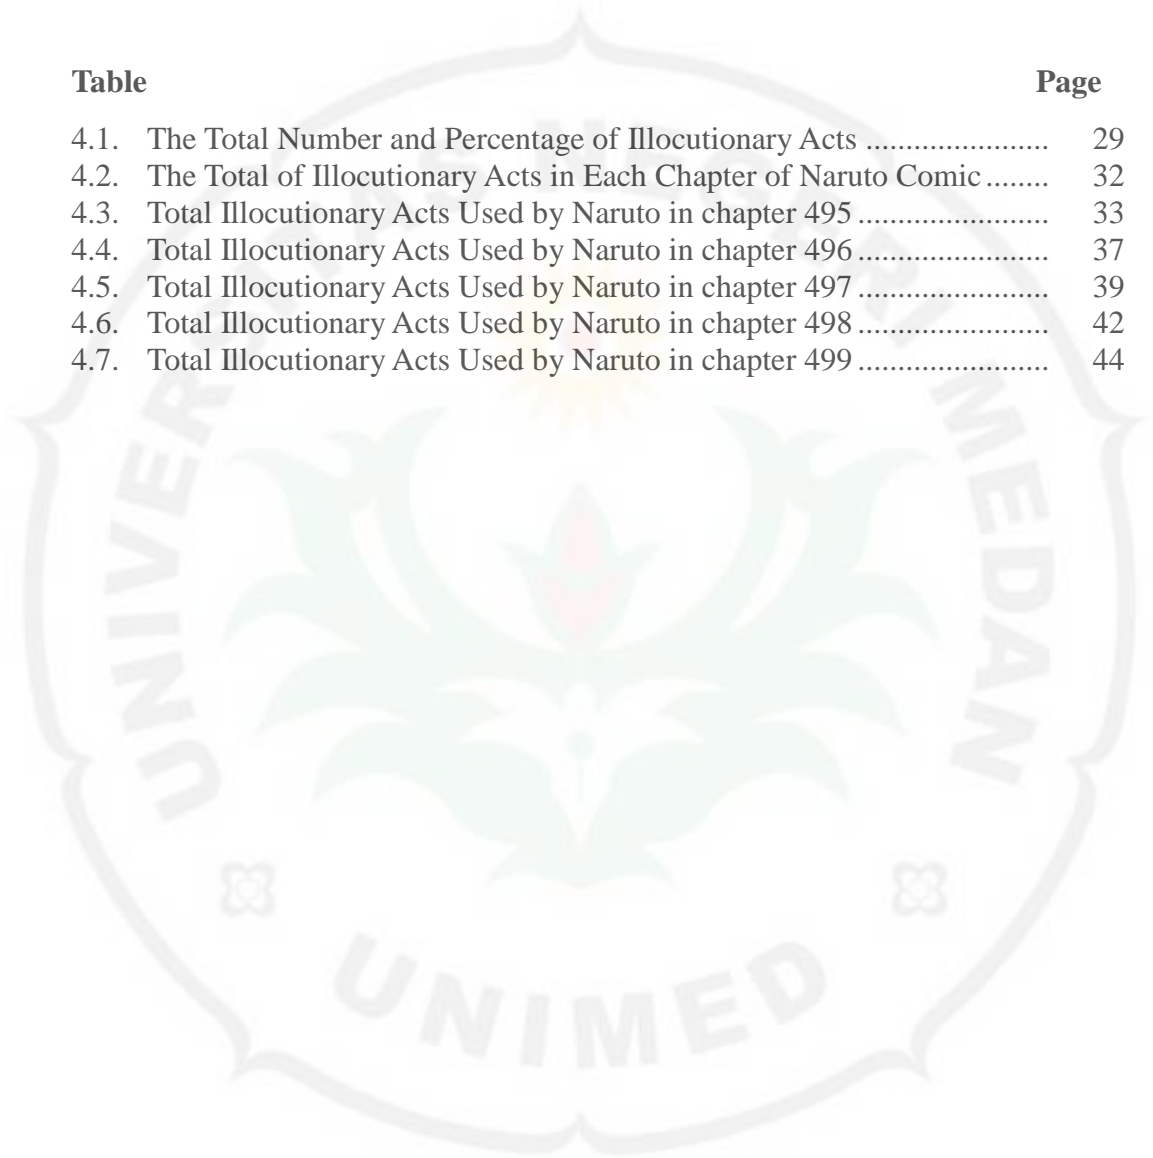 Table Page
4.1. The Total Number and Percentage of Illocutionary Acts ....................... 29
4.2. The Total of Illocutionary Acts in Each Chapter of Naruto Comic ........ 32
4.3. Total Illocutionary Acts Used by Naruto in chapter 495 ........................ 33
4.4. Total Illocutionary Acts Used by Naruto in chapter 496 ........................ 37
4.5. Total Illocutionary Acts Used by Naruto in chapter 497 ........................ 39
4.6. Total Illocutionary Acts Used by Naruto in chapter 498 ........................ 42
4.7. Total Illocutionary Acts Used by Naruto in chapter 499 ........................ 44
UNIVERSITAS NEGERI MEDAN
UNIMED